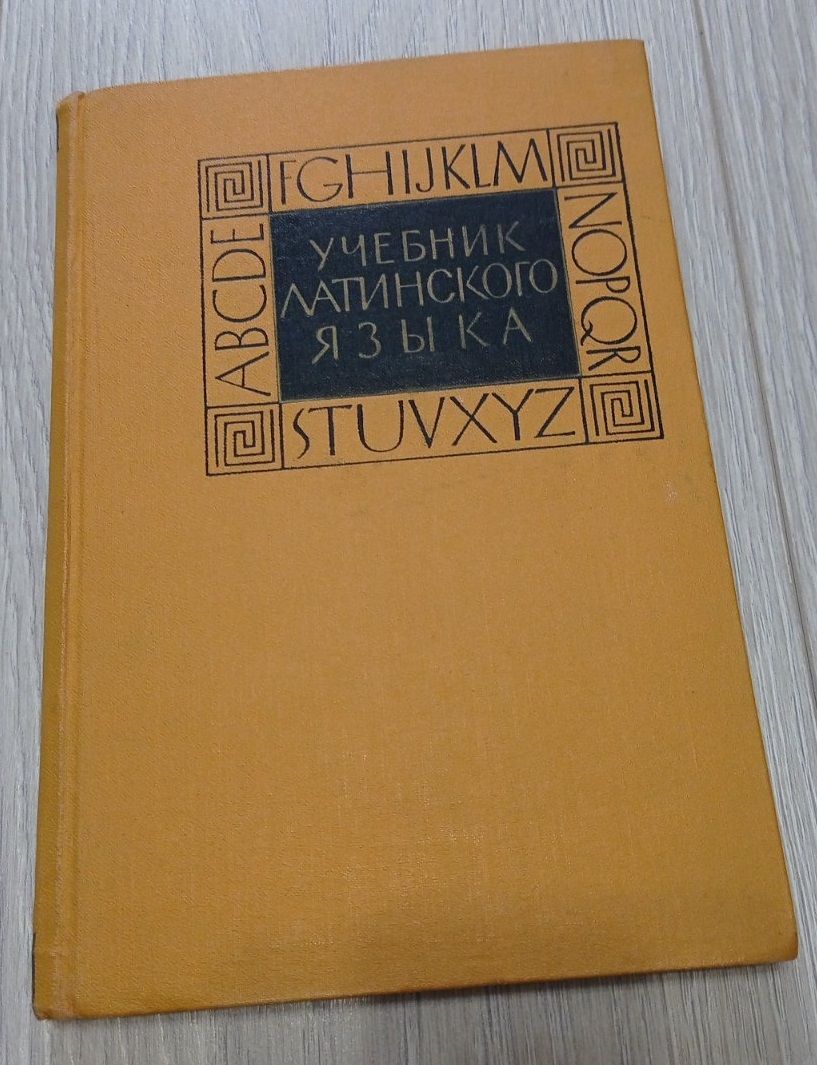 FGHIJKLM
ABCDE
УЧЕБНИК
ЛАТИНСКОГО
ЯЗЫКА
NOPQR
STUVXYZ